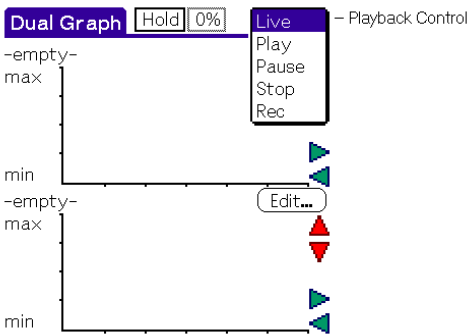 Dual Graph Hold 0% Live – Playback Control
Play
Pause
Stop
Rec
-empty-
max
min
Edit...
-empty-
max
min